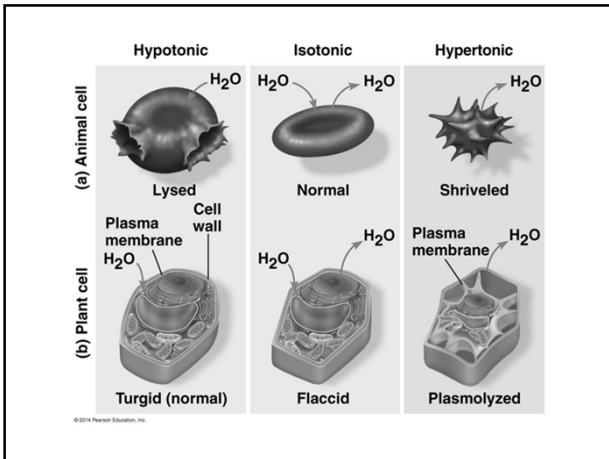 Hypotonic
Isotonic
Hypertonic
(a) Animal cell
H₂O
Lysed
H₂O
H₂O
Normal
H₂O
Shriveled
(b) Plant cell
Plasma
membrane
Cell
wall
H₂O
Turgid (normal)
H₂O
H₂O
Flaccid
Plasma
membrane
H₂O
Plasmolyzed
© 2014 Pearson Education, Inc.